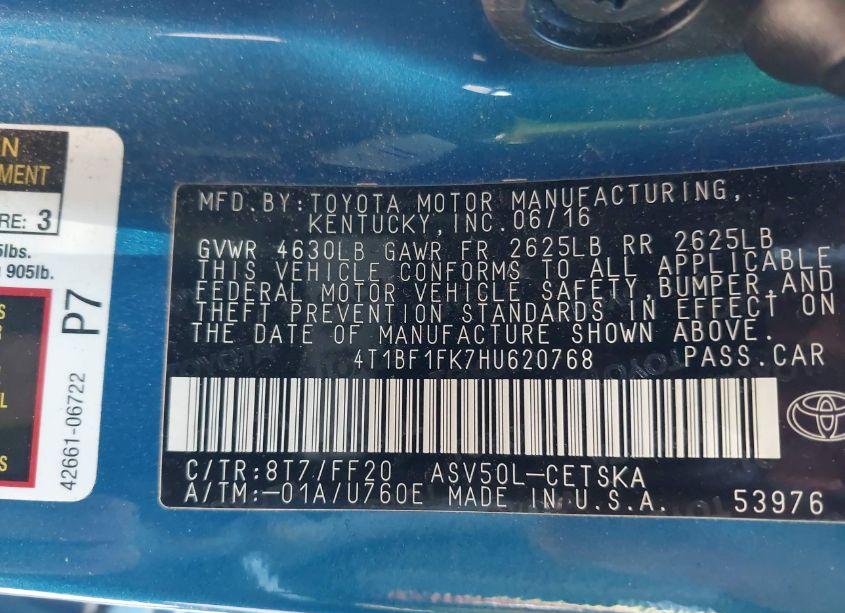 N
MENT
RE: 3
lbs.
905lb.
P7
42661-06722
MFD.BY:TOYOTA MOTOR MANUFACTURING,
KENTUCKY,INC.06/16
GVWR 4630LB GAWR FR 2625LB RR 2625LB
THIS VEHICLE CONFORMS TO ALL APPLICABLE
FEDERAL MOTOR VEHICLE SAFETY,BUMPER,AND
THEFT PREVENTION STANDARDS IN EFFECT ON
THE DATE OF MANUFACTURE SHOWN ABOVE.
4T1BF1FK7HU620768 PASS.CAR
C/TR:8T7/FF20 ASV50L-CETSKA
A/TM:-01A/U760E MADE IN U.S.A. 53976